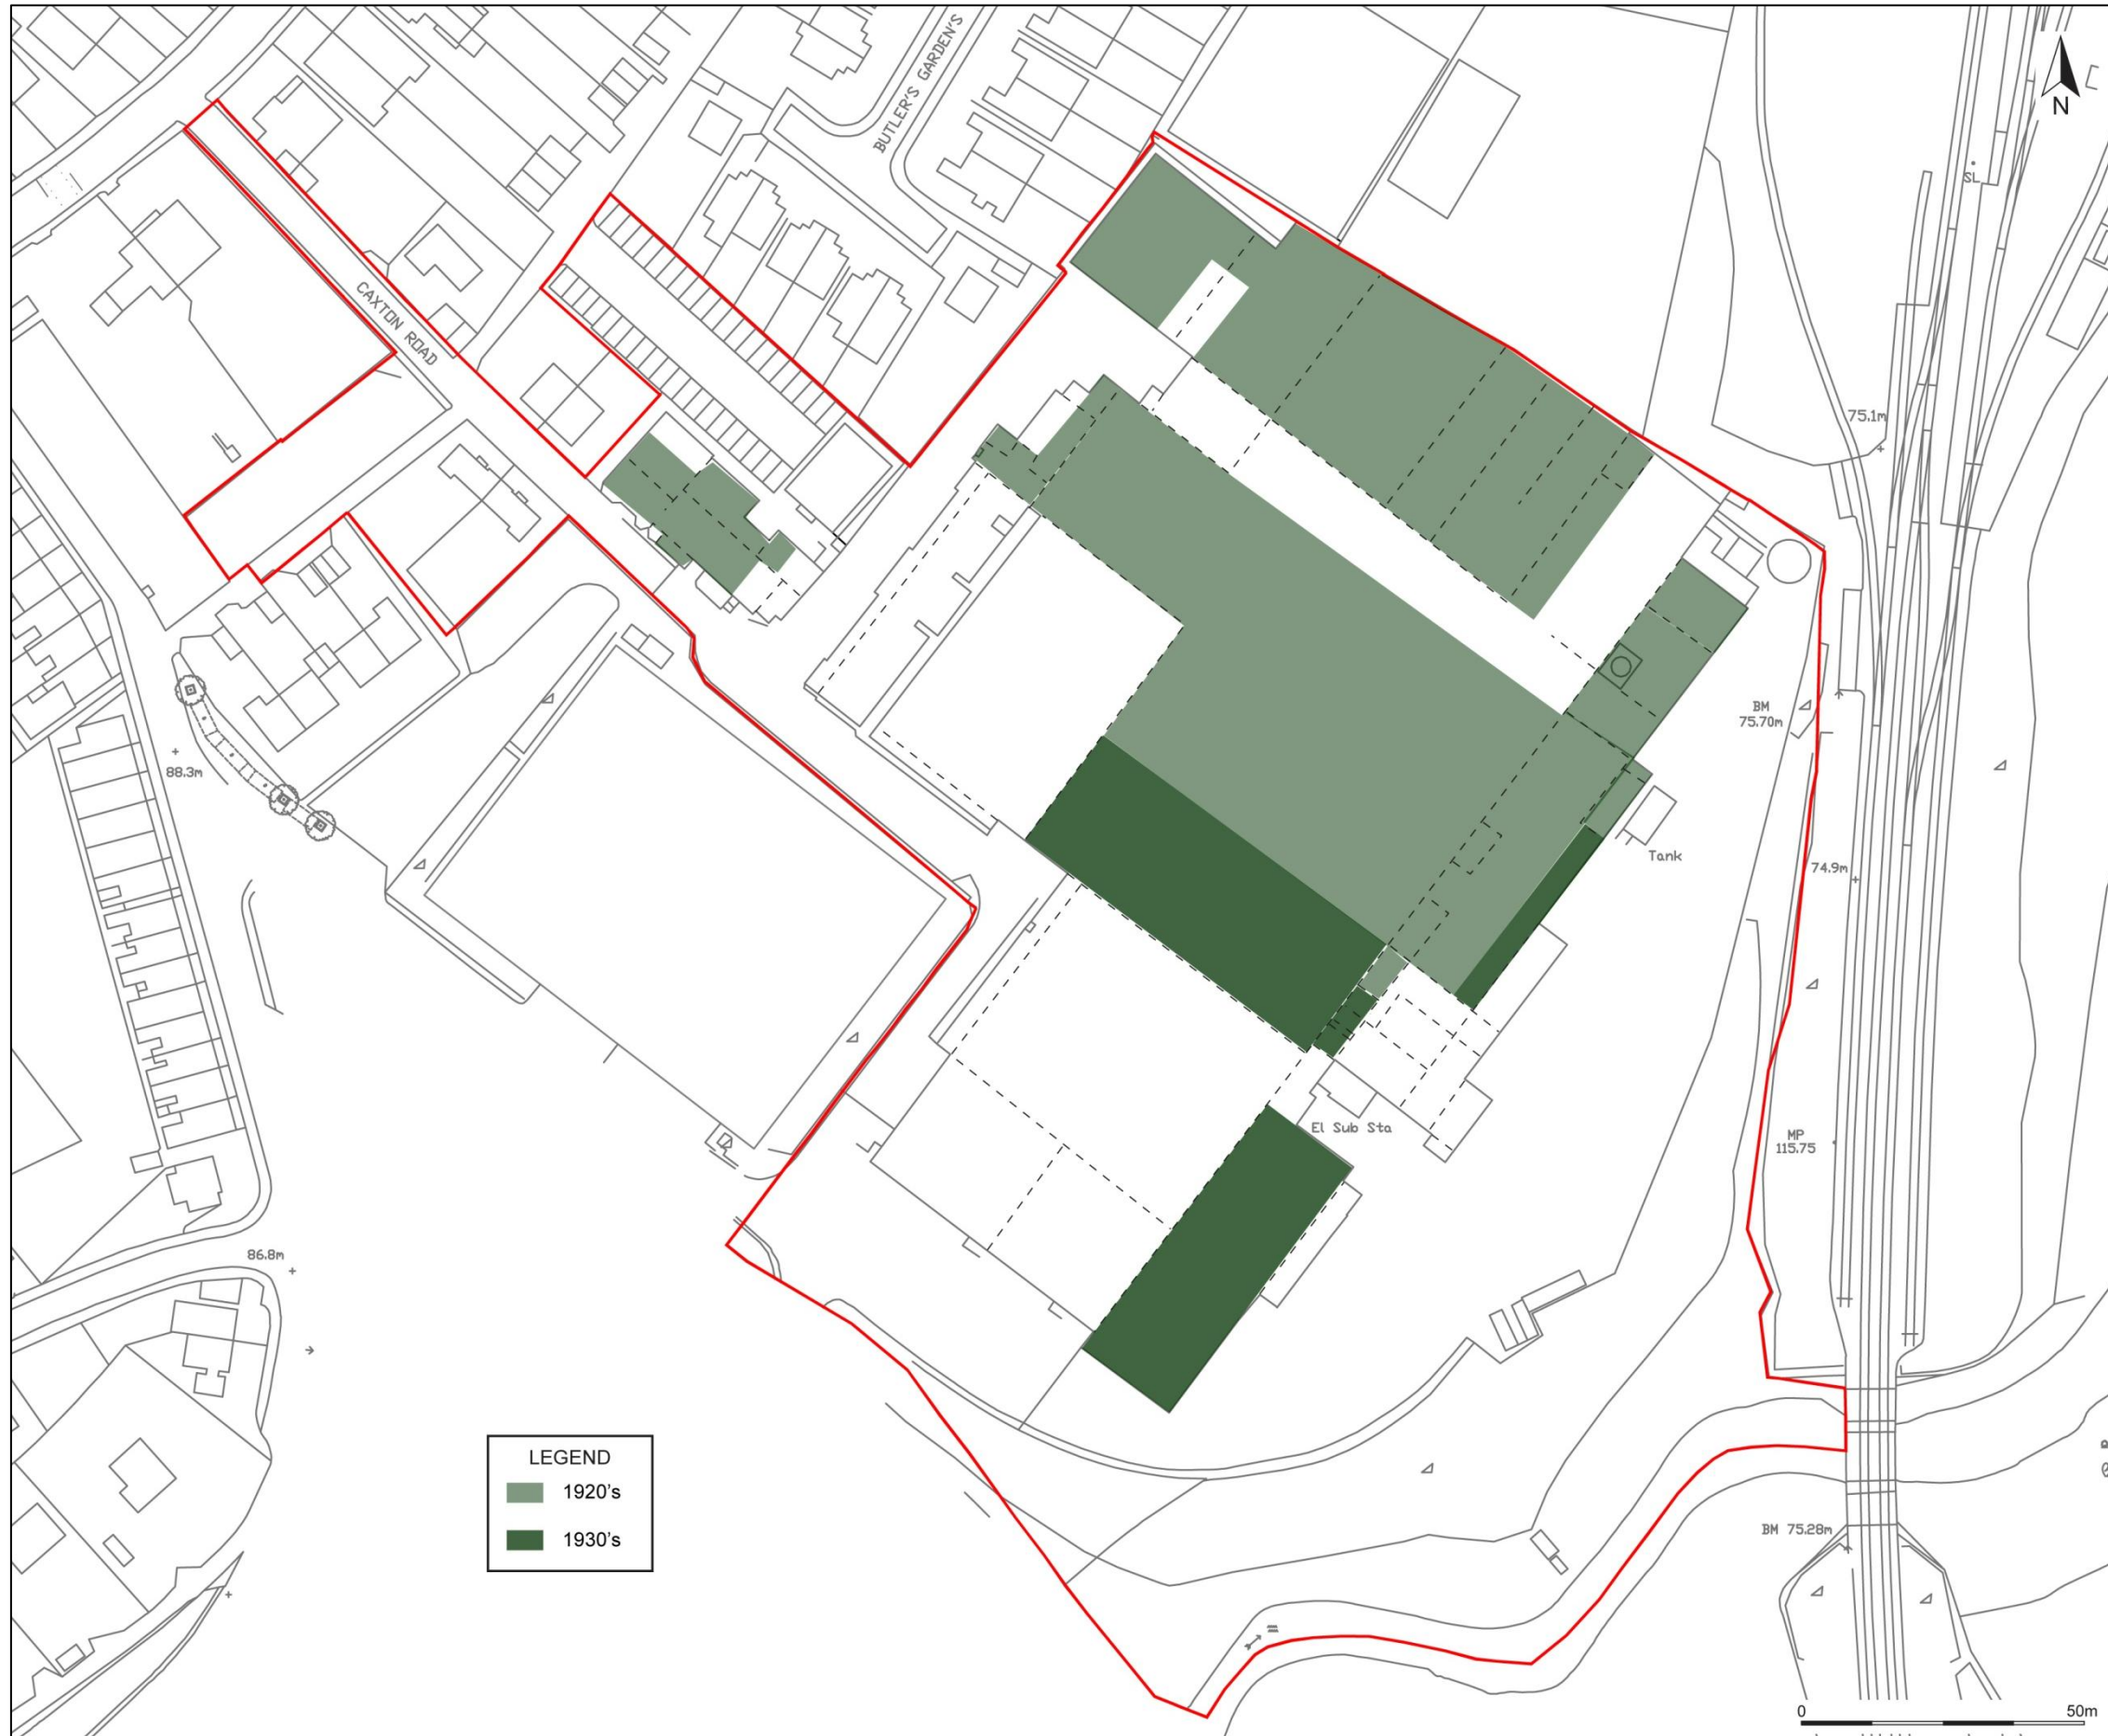 BUTLER'S GARDEN'S
N
SL
CAXTON ROAD
75.1m
BM
75.70m
88.3m
Tank
74.9m
El Sub Sta
MP
115.75
86.8m
LEGEND
1920's
1930's
BM 75.28m
0 50m